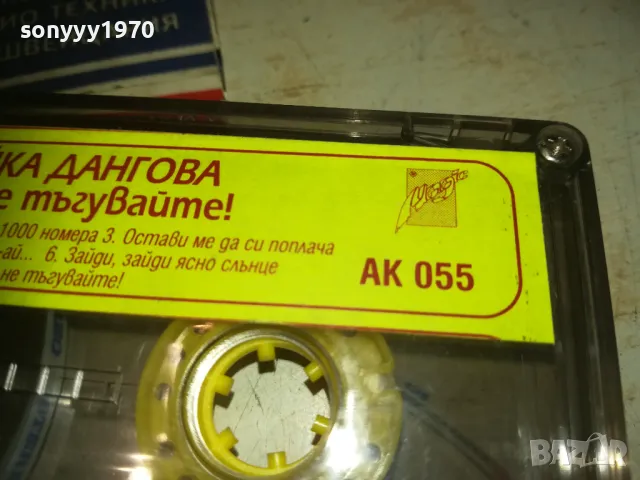 sonyyy1970
ТЕХНИК
КА ДАНГОВА
е тъгувайте!
1000 номера 3. Остави ме да си поплача
ай... 6. Зайди, зайди ясно слънце
не тъгувайте!
АК 055
BAZAR